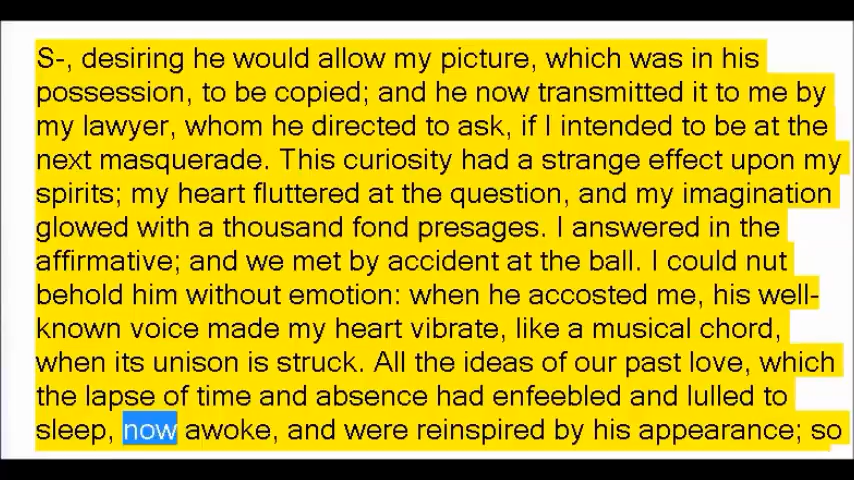 S-, desiring he would allow my picture, which was in his
possession, to be copied; and he now transmitted it to me by
my lawyer, whom he directed to ask, if I intended to be at the
next masquerade. This curiosity had a strange effect upon my
spirits; my heart fluttered at the question, and my imagination
glowed with a thousand fond presages. I answered in the
affirmative; and we met by accident at the ball. I could nut
behold him without emotion: when he accosted me, his well-
known voice made my heart vibrate, like a musical chord,
when its unison is struck. All the ideas of our past love, which
the lapse of time and absence had enfeebled and lulled to
sleep, now awoke, and were reinspired by his appearance; so